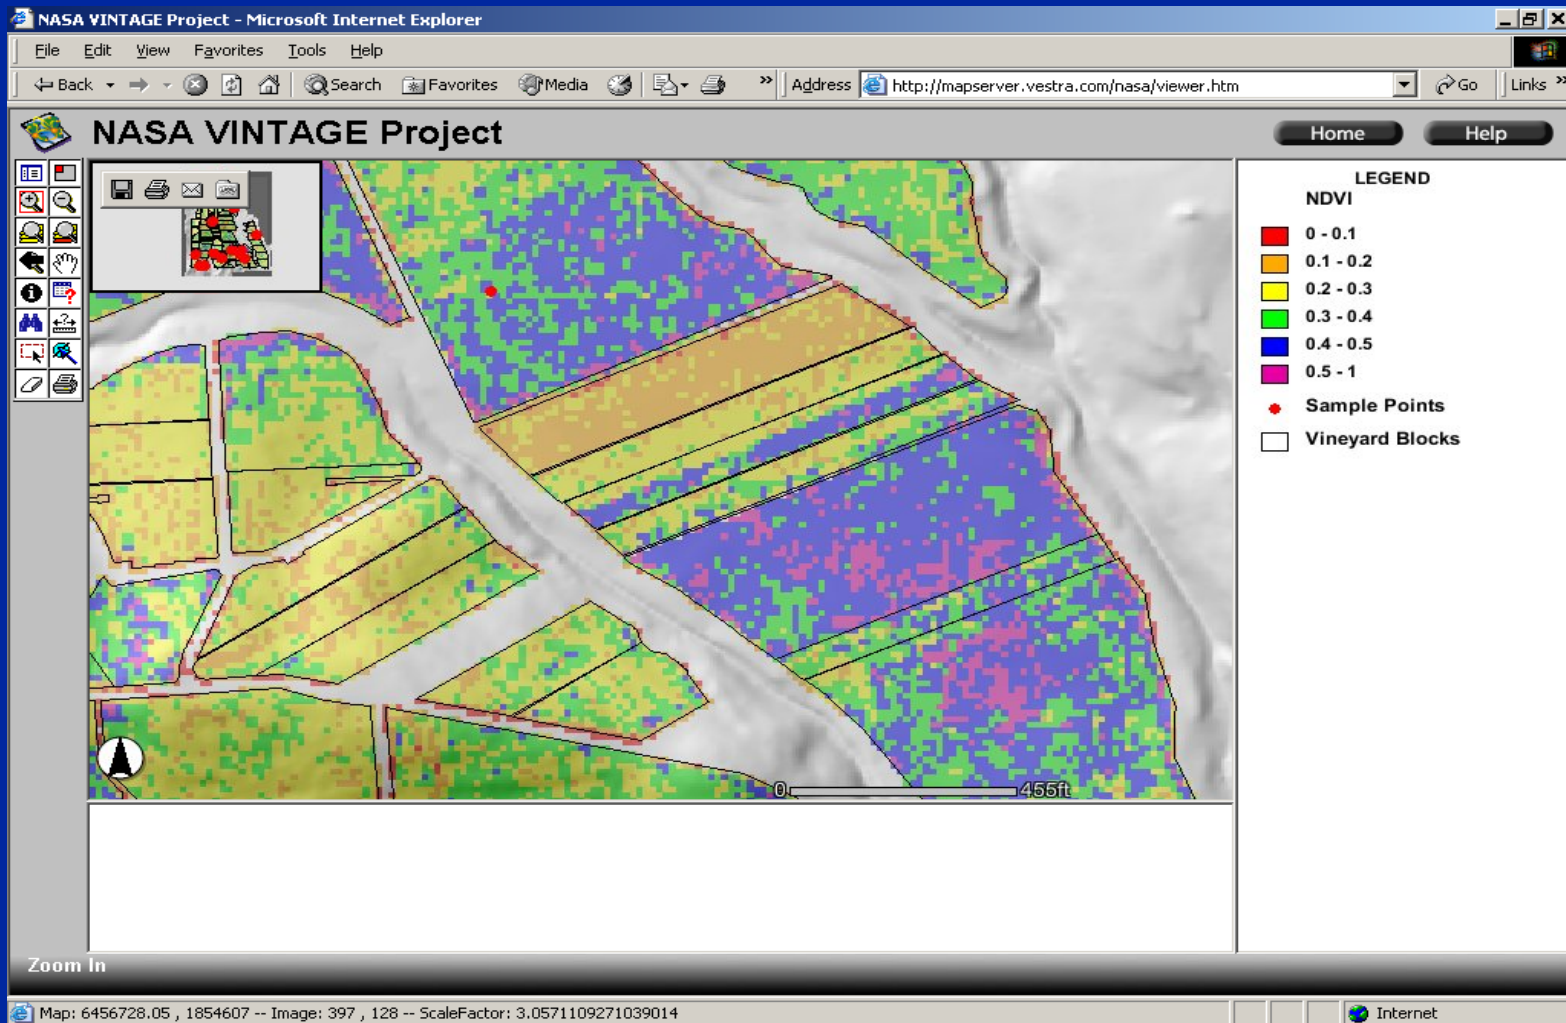 NASA VINTAGE Project - Microsoft Internet Explorer
File Edit View Favorites Tools Help
Back Search Favorites Media » Address http://mapserver.vestra.com/nasa/viewer.htm Go Links »
NASA VINTAGE Project Home Help
LEGEND
NDVI
0 - 0.1
0.1 - 0.2
0.2 - 0.3
0.3 - 0.4
0.4 - 0.5
0.5 - 1
Sample Points
Vineyard Blocks
0 455ft
Zoom In
Map: 6456728.05 , 1854607 -- Image: 397 , 128 -- ScaleFactor: 3.0571109271039014 Internet